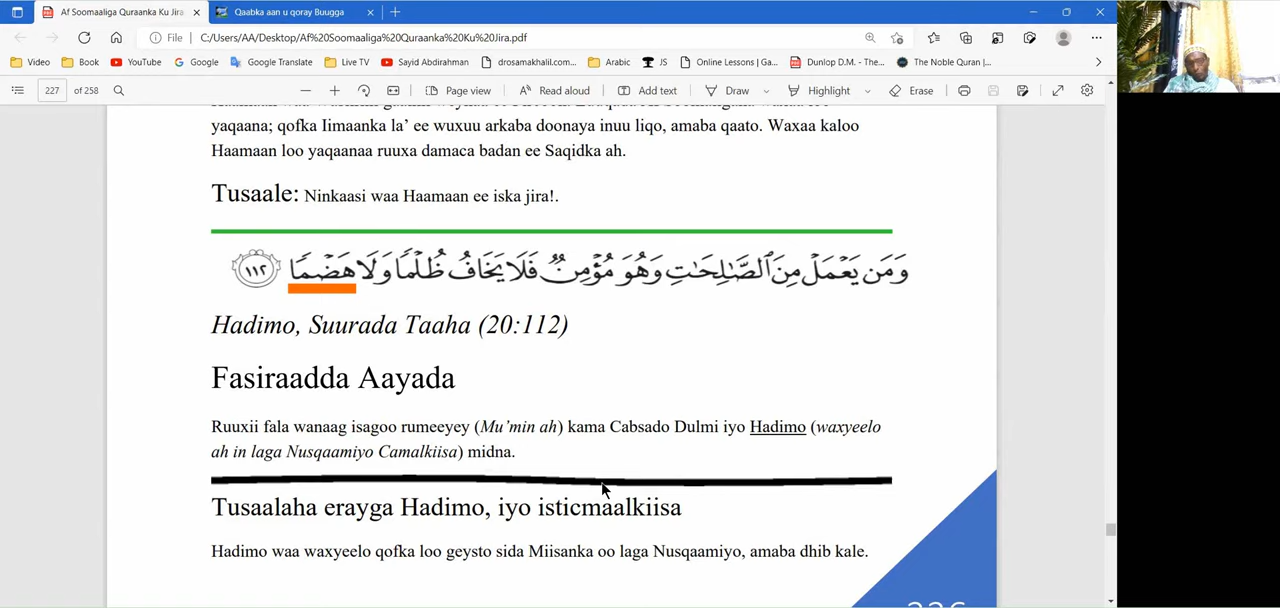 Af Soomaaliga Quraanka Ku Jira.
Qaabka aan u qoray Buugga
File C:/Users/AA/Desktop/Af%20Soomaaliga%20Quraanka%20Ku%20Jira.pdf
Video Book YouTube Google Google Translate Live TV Sayid Abdirahman drosamakhalil.com... Arabic JS Online Lessons | Ga... Dunlop D.M. - The... The Noble Quran |...
227 of 258 Page view Read aloud Add text Draw Highlight Erase
yaqaana; qofka Iimaanka la' ee wuxuu arkaba doonaya inuu liqo, amaba qaato. Waxaa kaloo
Haamaan loo yaqaanaa ruuxa damaca badan ee Saqidka ah.
Tusaale: Ninkaasi waa Haamaan ee iska jira!.
وَمَن يَعْمَلْ مِنَ ٱلصَّـٰلِحَـٰتِ وَهُوَ مُؤْمِنٌ فَلَا يَخَافُ ظُلْمًا وَلَا هَضْمًا ١١٢
Hadimo, Suurada Taaha (20:112)
Fasiraadda Aayada
Ruuxii fala wanaag isagoo rumeeyey (Mu'min ah) kama Cabsado Dulmi iyo Hadimo (waxyeelo
ah in laga Nusqaamiyo Camalkiisa) midna.
Tusaalaha erayga Hadimo, iyo isticmaalkiisa
Hadimo waa waxyeelo qofka loo geysto sida Miisanka oo laga Nusqaamiyo, amaba dhib kale.